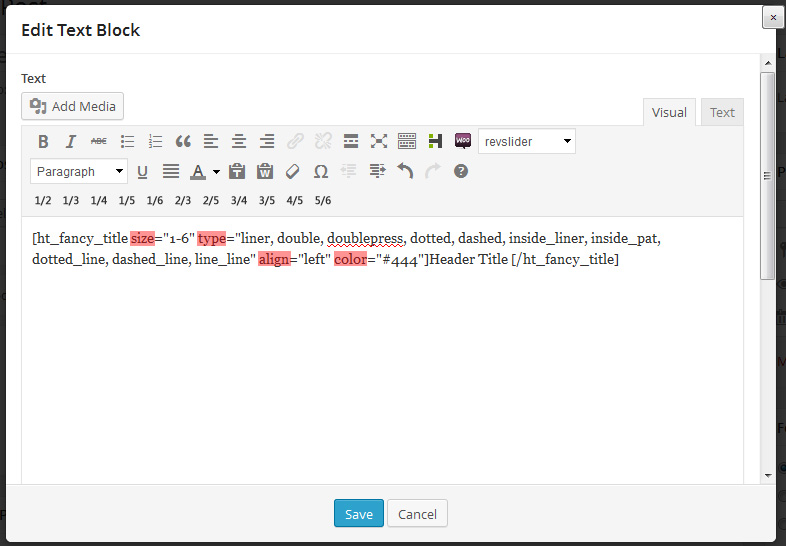 Edit Text Block
×
Text
Add Media
Visual
Text
B I ABC
Woo
revslider
Paragraph
U
A
T
W
Ω
?
1/2 1/3 1/4 1/5 1/6 2/3 2/5 3/4 3/5 4/5 5/6
[ht_fancy_title size="1-6" type="liner, double, doublepress, dotted, dashed, inside_liner, inside_pat,
dotted_line, dashed_line, line_line" align="left" color="#444"]Header Title [/ht_fancy_title]
Save
Cancel